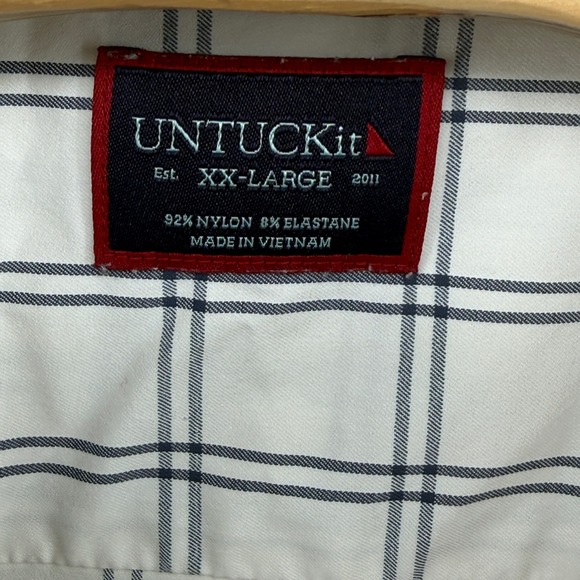 UNTUCKit
Est. XX-LARGE 2011
92% NYLON 8% ELASTANE
MADE IN VIETNAM